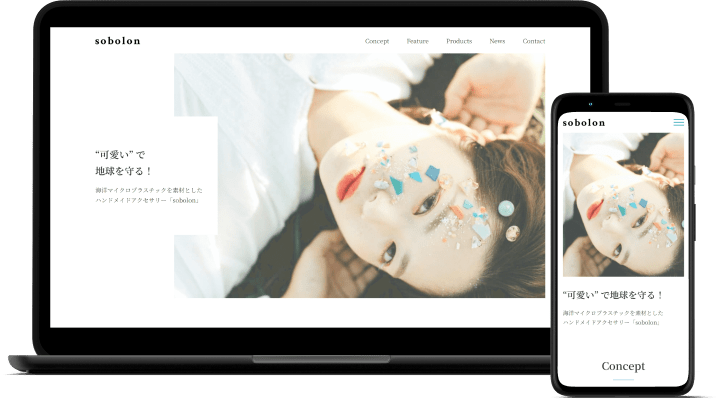 sobolon
Concept Feature Products News Contact
“可愛い” で
地球を守る！
海洋マイクロプラスチックを素材とした
ハンドメイドアクセサリー「sobolon」
sobolon
“可愛い” で地球を守る！
海洋マイクロプラスチックを素材とした
ハンドメイドアクセサリー「sobolon」
Concept